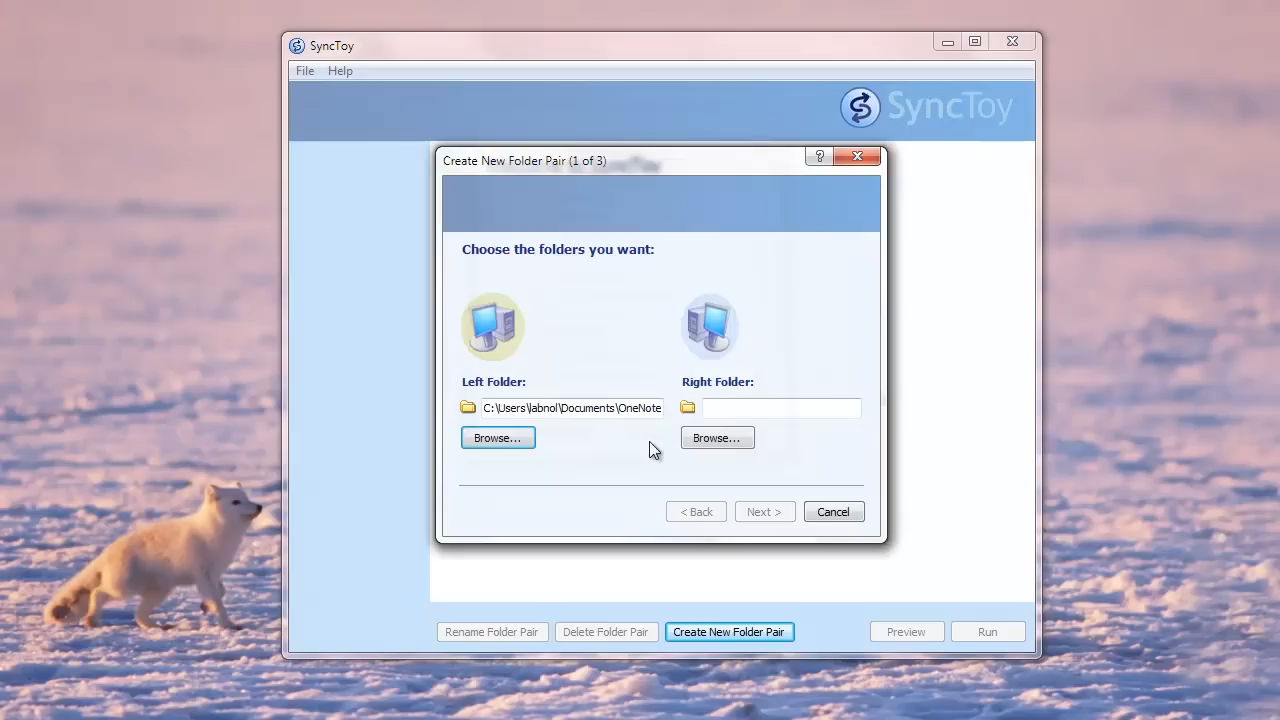 SyncToy
File Help
SyncToy
Create New Folder Pair (1 of 3)
Choose the folders you want:
Left Folder: Right Folder:
C:\Users\labnol\Documents\OneNote
Browse... Browse...
< Back Next > Cancel
Rename Folder Pair Delete Folder Pair Create New Folder Pair Preview Run